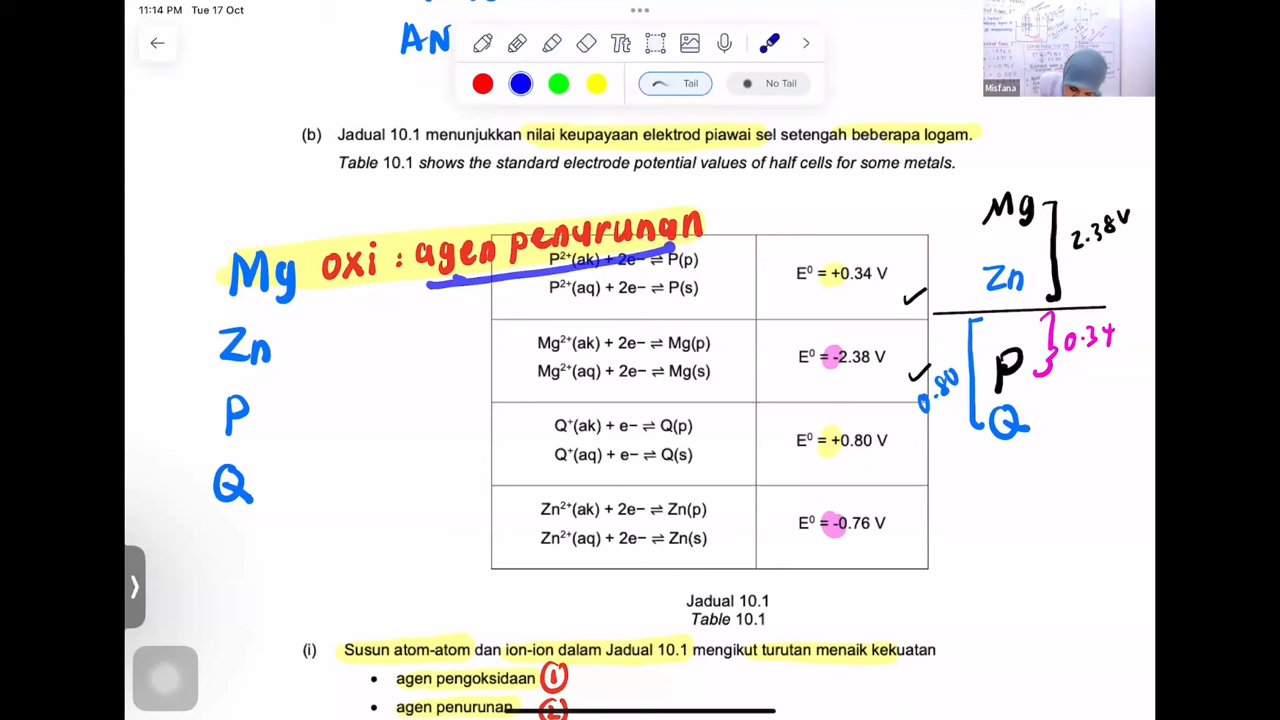 11:14 PM Tue 17 Oct
AN
Tt
Tail
No Tail
Misfana
(b) Jadual 10.1 menunjukkan nilai keupayaan elektrod piawai sel setengah beberapa logam.
Table 10.1 shows the standard electrode potential values of half cells for some metals.
Mg oxi : agen penurunan
Zn
P
Q
P²⁺(ak) + 2e− ⇌ P(p)
P²⁺(aq) + 2e− ⇌ P(s)
E⁰ = +0.34 V
Mg²⁺(ak) + 2e− ⇌ Mg(p)
Mg²⁺(aq) + 2e− ⇌ Mg(s)
E⁰ = -2.38 V
Q⁺(ak) + e− ⇌ Q(p)
Q⁺(aq) + e− ⇌ Q(s)
E⁰ = +0.80 V
Zn²⁺(ak) + 2e− ⇌ Zn(p)
Zn²⁺(aq) + 2e− ⇌ Zn(s)
E⁰ = -0.76 V
Mg
Zn
2.38V
P
Q
0.34
0.80
Jadual 10.1
Table 10.1
(i) Susun atom-atom dan ion-ion dalam Jadual 10.1 mengikut turutan menaik kekuatan
• agen pengoksidaan 1
• agen penurunan 2